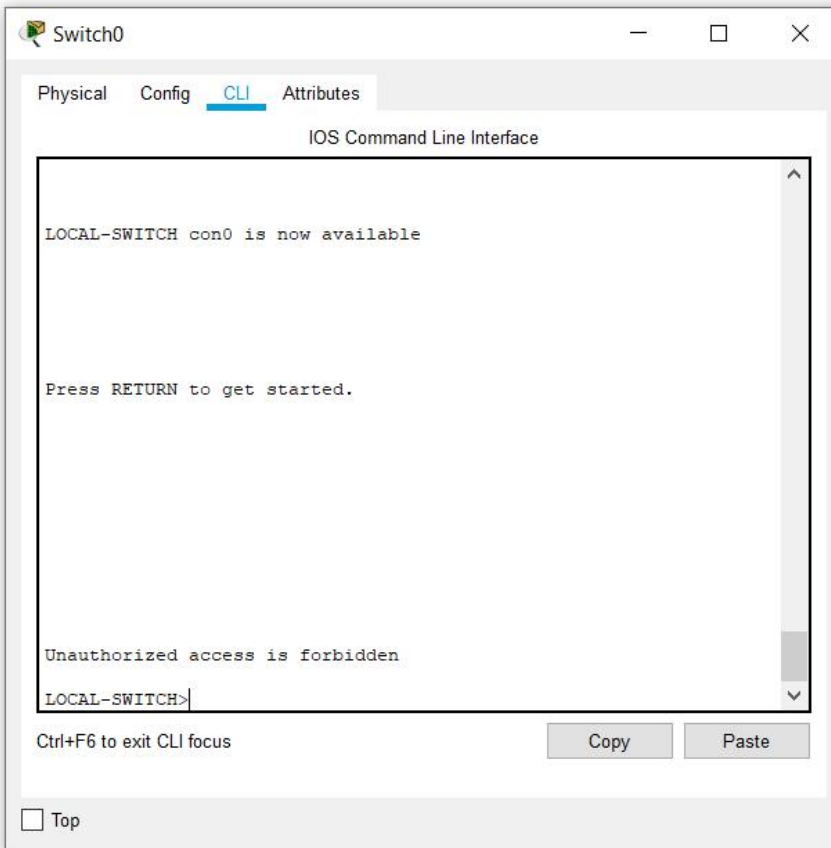 Switch0
Physical Config CLI Attributes
IOS Command Line Interface
LOCAL-SWITCH con0 is now available
Press RETURN to get started.
Unauthorized access is forbidden
LOCAL-SWITCH>
Ctrl+F6 to exit CLI focus
Copy Paste
Top